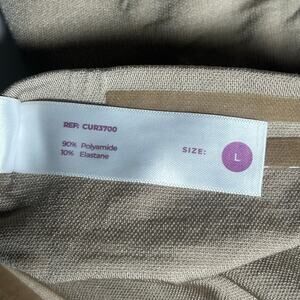 REF: CUR3700
90% Polyamide
10% Elastane
SIZE: L